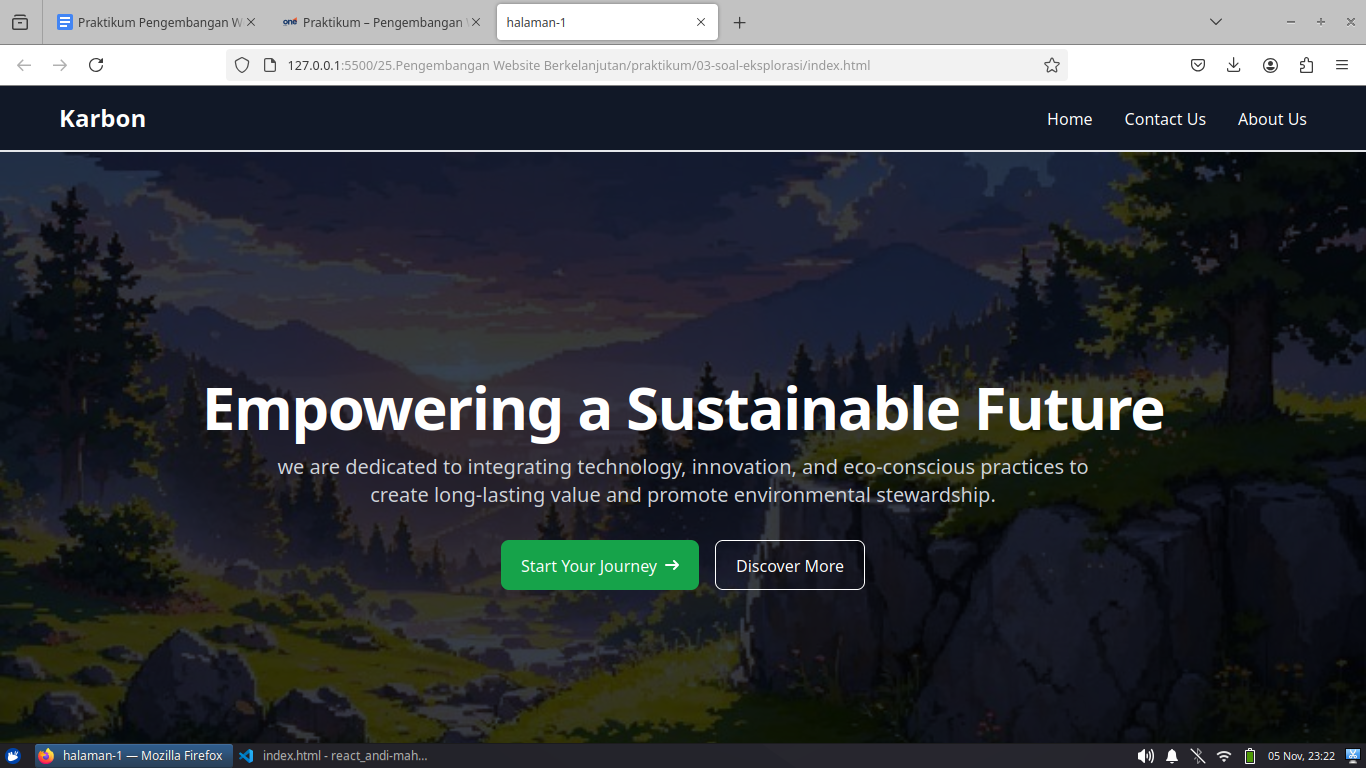 Praktikum Pengembangan W
one
Praktikum – Pengembangan
halaman-1
127.0.0.1:5500/25.Pengembangan Website Berkelanjutan/praktikum/03-soal-eksplorasi/index.html
Karbon
Home
Contact Us
About Us
Empowering a Sustainable Future
we are dedicated to integrating technology, innovation, and eco-conscious practices to
create long-lasting value and promote environmental stewardship.
Start Your Journey →
Discover More
halaman-1 — Mozilla Firefox
index.html - react_andi-mah...
05 Nov, 23:22